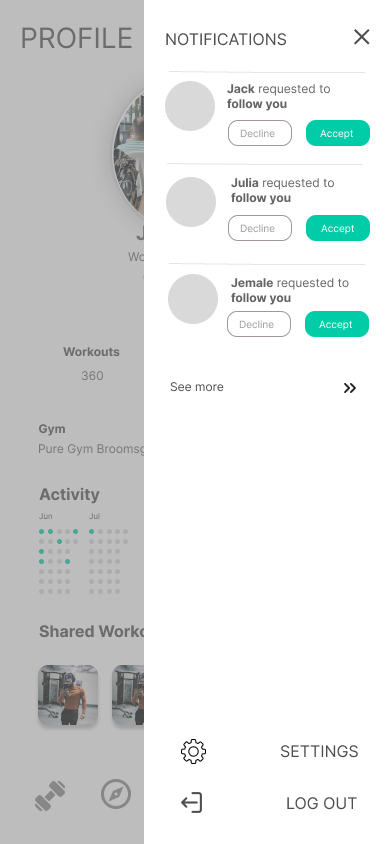 PROFILE
NOTIFICATIONS
Jack requested to
follow you
Decline
Accept
Julia requested to
follow you
Decline
Accept
Jemale requested to
follow you
Decline
Accept
See more
J
Wo
Workouts
360
Gym
Pure Gym Broomsg
Activity
Jun
Jul
Shared Worko
SETTINGS
LOG OUT